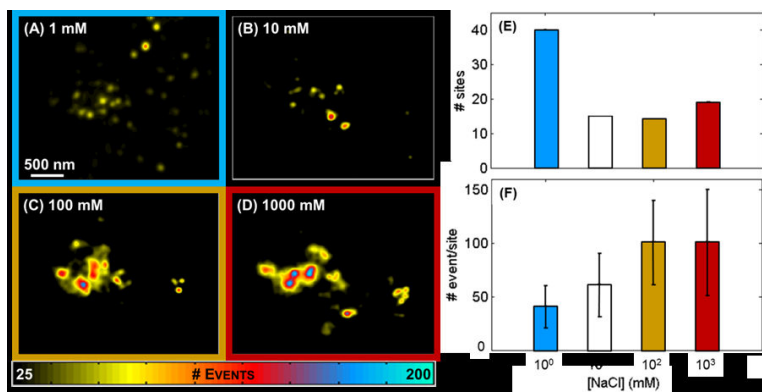 (A) 1 mM
500 nm
(B) 10 mM
(C) 100 mM
(D) 1000 mM
25 # EVENTS 200
(E)
# sites
40
30
20
10
0
(F)
# event/site
150
100
50
0
10⁰ 10² 10³
[NaCl] (mM)